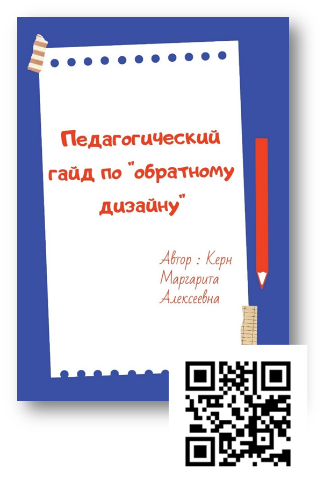 Педагогический
гайд по "обратному
дизайну"
Автор : Керн
Маргарита
Алексеевна